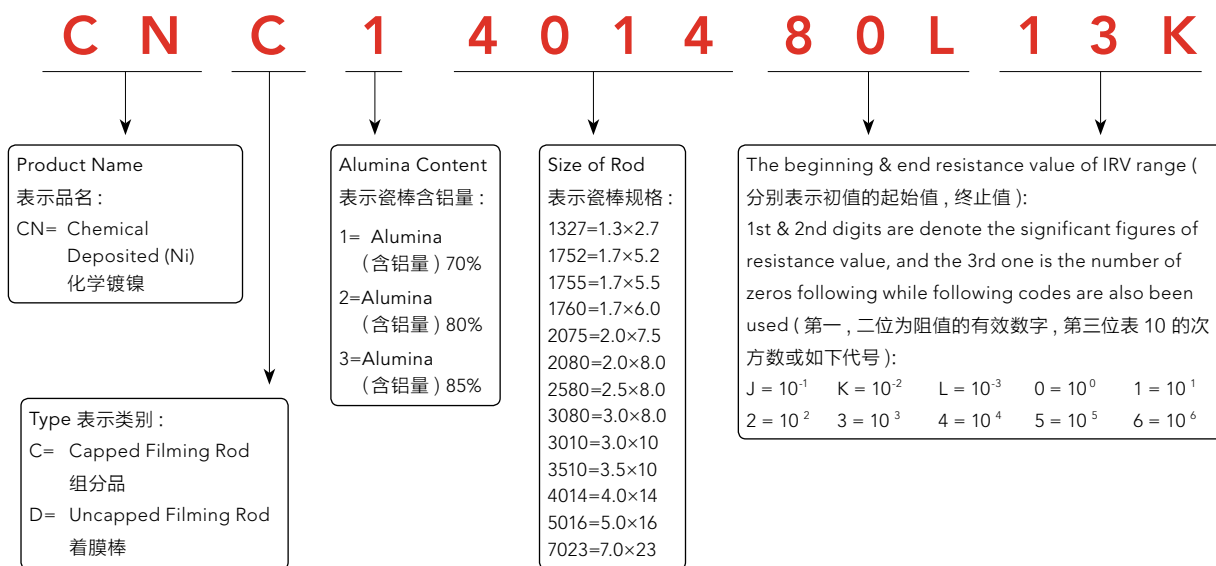 C N C 1 4 0 1 4 8 0 L 1 3 K
Product Name
表示品名 :
CN= Chemical
Deposited (Ni)
化学镀镍
Type 表示类别 :
C= Capped Filming Rod
组分品
D= Uncapped Filming Rod
着膜棒
Alumina Content
表示瓷棒含铝量 :
1= Alumina
( 含铝量 ) 70%
2=Alumina
( 含铝量 ) 80%
3=Alumina
( 含铝量 ) 85%
Size of Rod
表示瓷棒规格 :
1327=1.3×2.7
1752=1.7×5.2
1755=1.7×5.5
1760=1.7×6.0
2075=2.0×7.5
2080=2.0×8.0
2580=2.5×8.0
3080=3.0×8.0
3010=3.0×10
3510=3.5×10
4014=4.0×14
5016=5.0×16
7023=7.0×23
The beginning & end resistance value of IRV range (
分别表示初值的起始值 , 终止值 ):
1st & 2nd digits are denote the significant figures of
resistance value, and the 3rd one is the number of
zeros following while following codes are also been
used ( 第一 , 二位为阻值的有效数字 , 第三位表 10 的次
方数或如下代号 ):
J = 10⁻¹ K = 10⁻² L = 10⁻³ 0 = 10⁰ 1 = 10¹
2 = 10² 3 = 10³ 4 = 10⁴ 5 = 10⁵ 6 = 10⁶